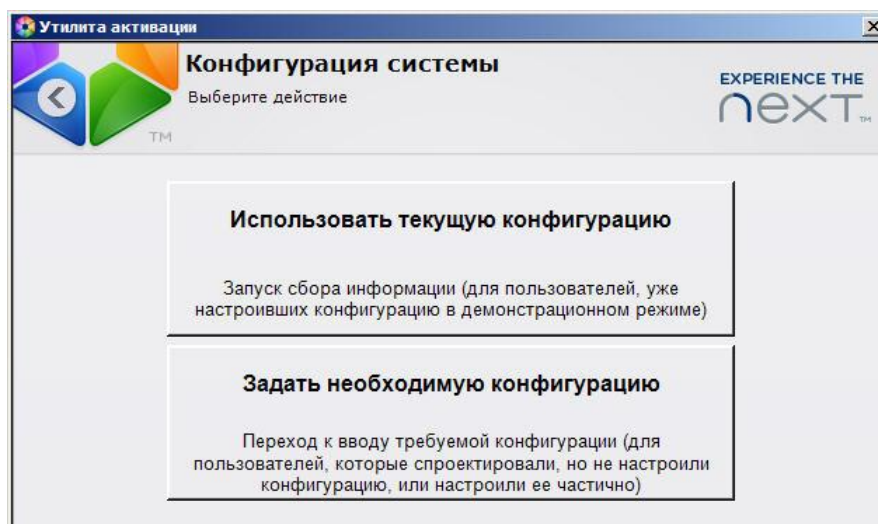 Утилита активации
Конфигурация системы
Выберите действие
EXPERIENCE THE
next™
TM
Использовать текущую конфигурацию
Запуск сбора информации (для пользователей, уже
настроивших конфигурацию в демонстрационном режиме)
Задать необходимую конфигурацию
Переход к вводу требуемой конфигурации (для
пользователей, которые спроектировали, но не настроили
конфигурацию, или настроили ее частично)